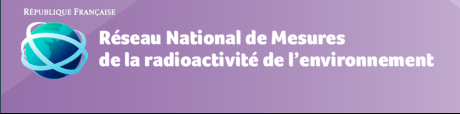 République Française
Réseau National de Mesures
de la radioactivité de l'environnement